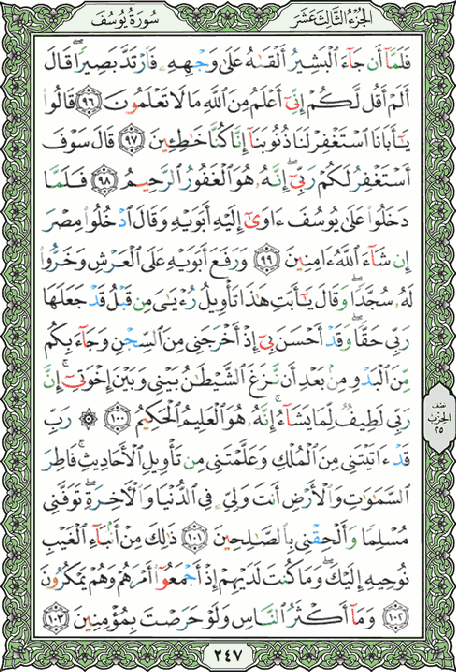 الجزء الثالث عشر
سورة يوسف
فَلَمَّآ أَن جَآءَ ٱلْبَشِيرُ أَلْقَىٰهُ عَلَىٰ وَجْهِهِۦ فَٱرْتَدَّ بَصِيرًا ۖ قَالَ
أَلَمْ أَقُل لَّكُمْ إِنِّىٓ أَعْلَمُ مِنَ ٱللَّهِ مَا لَا تَعْلَمُونَ ٩٦ قَالُوا۟
يَـٰٓأَبَانَا ٱسْتَغْفِرْ لَنَا ذُنُوبَنَآ إِنَّا كُنَّا خَـٰطِـِٔينَ ٩٧ قَالَ سَوْفَ
أَسْتَغْفِرُ لَكُمْ رَبِّىٓ ۖ إِنَّهُۥ هُوَ ٱلْغَفُورُ ٱلرَّحِيمُ ٩٨ فَلَمَّا
دَخَلُوا۟ عَلَىٰ يُوسُفَ ءَاوَىٰٓ إِلَيْهِ أَبَوَيْهِ وَقَالَ ٱدْخُلُوا۟ مِصْرَ
إِن شَآءَ ٱللَّهُ ءَامِنِينَ ٩٩ وَرَفَعَ أَبَوَيْهِ عَلَى ٱلْعَرْشِ وَخَرُّوا۟
لَهُۥ سُجَّدًا ۖ وَقَالَ يَـٰٓأَبَتِ هَـٰذَا تَأْوِيلُ رُءْيَـٰىَ مِن قَبْلُ قَدْ جَعَلَهَا
رَبِّى حَقًّا ۖ وَقَدْ أَحْسَنَ بِىٓ إِذْ أَخْرَجَنِى مِنَ ٱلسِّجْنِ وَجَآءَ بِكُم
مِّنَ ٱلْبَدْوِ مِنۢ بَعْدِ أَن نَّزَغَ ٱلشَّيْطَـٰنُ بَيْنِى وَبَيْنَ إِخْوَتِىٓ ۚ إِنَّ
رَبِّى لَطِيفٌ لِّمَا يَشَآءُ ۚ إِنَّهُۥ هُوَ ٱلْعَلِيمُ ٱلْحَكِيمُ ١٠٠ ۞ رَبِّ
قَدْ ءَاتَيْتَنِى مِنَ ٱلْمُلْكِ وَعَلَّمْتَنِى مِن تَأْوِيلِ ٱلْأَحَادِيثِ ۚ فَاطِرَ
ٱلسَّمَـٰوَٰتِ وَٱلْأَرْضِ أَنتَ وَلِىِّۦ فِى ٱلدُّنْيَا وَٱلْـَٔاخِرَةِ ۖ تَوَفَّنِى
مُسْلِمًا وَأَلْحِقْنِى بِٱلصَّـٰلِحِينَ ١٠١ ذَٰلِكَ مِنْ أَنۢبَآءِ ٱلْغَيْبِ
نُوحِيهِ إِلَيْكَ ۖ وَمَا كُنتَ لَدَيْهِمْ إِذْ أَجْمَعُوٓا۟ أَمْرَهُمْ وَهُمْ يَمْكُرُونَ
١٠٢ وَمَآ أَكْثَرُ ٱلنَّاسِ وَلَوْ حَرَصْتَ بِمُؤْمِنِينَ ١٠٣
نصف
الحزب
٢٥
٢٤٧